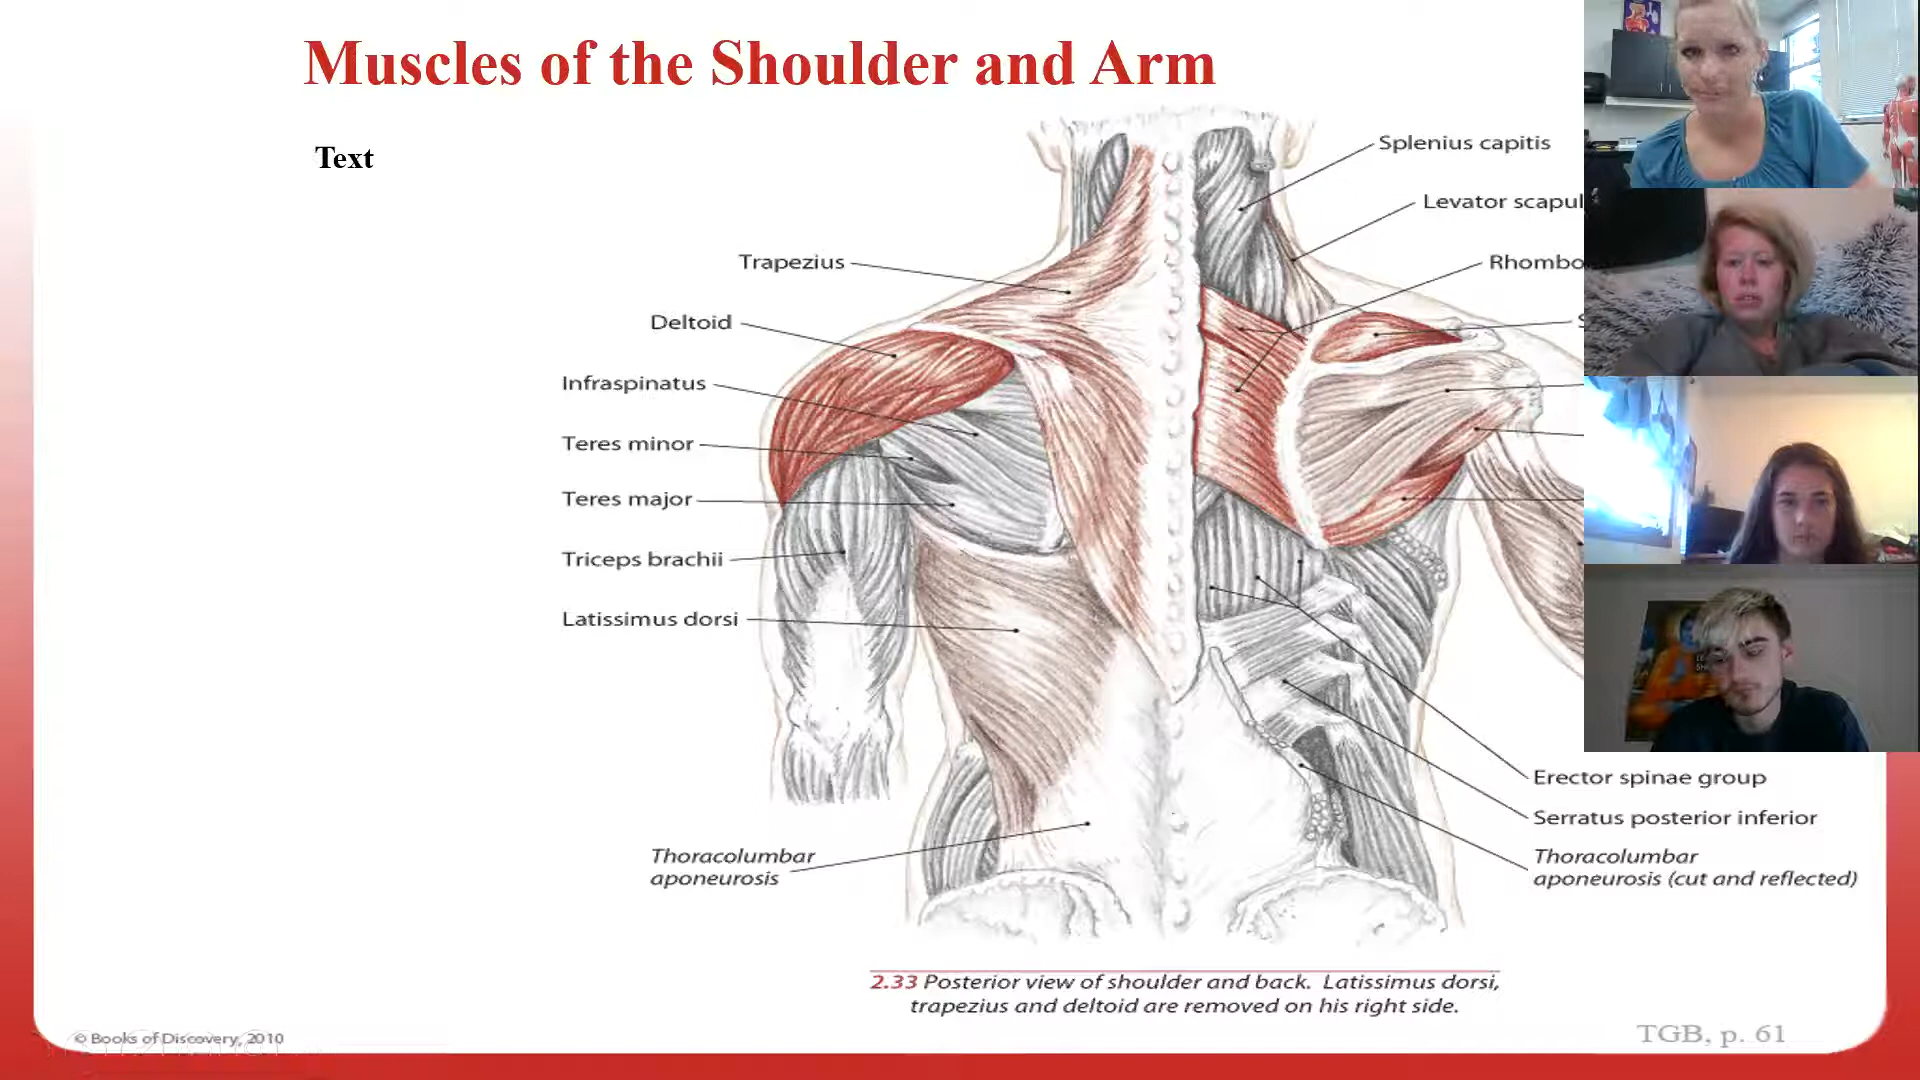 Muscles of the Shoulder and Arm
Text
Splenius capitis
Levator scapul
Trapezius
Rhombo
Deltoid
S
Infraspinatus
Teres minor
Teres major
Triceps brachii
Latissimus dorsi
Erector spinae group
Serratus posterior inferior
Thoracolumbar
aponeurosis
Thoracolumbar
aponeurosis (cut and reflected)
2.33 Posterior view of shoulder and back. Latissimus dorsi,
trapezius and deltoid are removed on his right side.
© Books of Discovery, 2010
TGB, p. 61